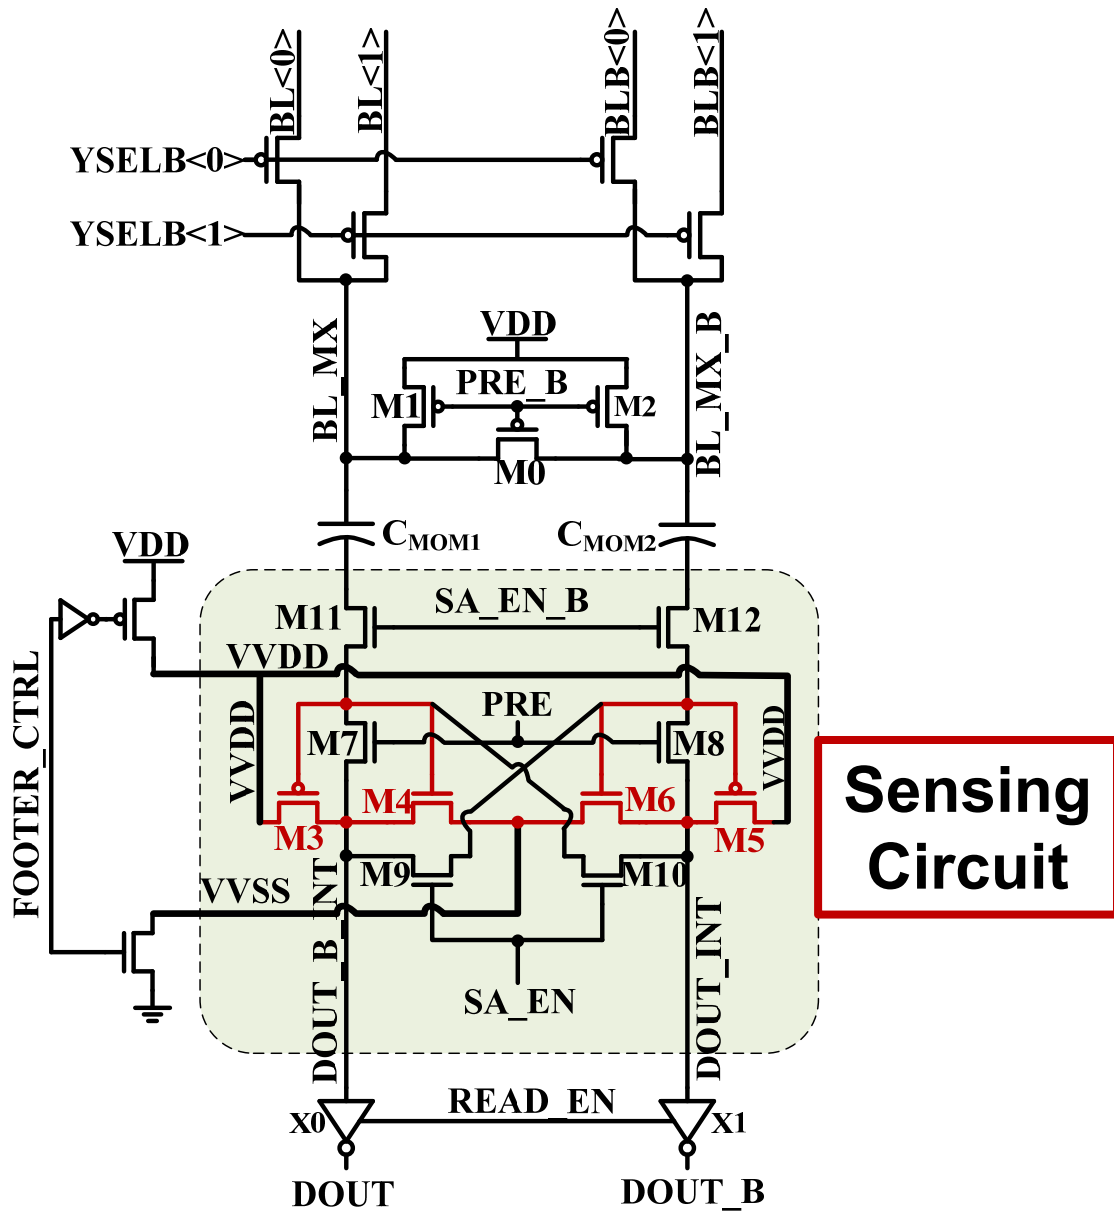 BL<0>
BL<1>
BLB<0>
BLB<1>
YSELB<0>
YSELB<1>
BL_MX
VDD
PRE_B
M1
M2
M0
BL_MX_B
CMOM1
CMOM2
VDD
FOOTER_CTRL
M11
SA_EN_B
M12
VVDD
VVDD
PRE
M7
M8
VVDD
M3
M4
M6
M5
M9
M10
VVSS
SA_EN
DOUT_B_INT
DOUT_INT
Sensing
Circuit
X0
READ_EN
X1
DOUT
DOUT_B